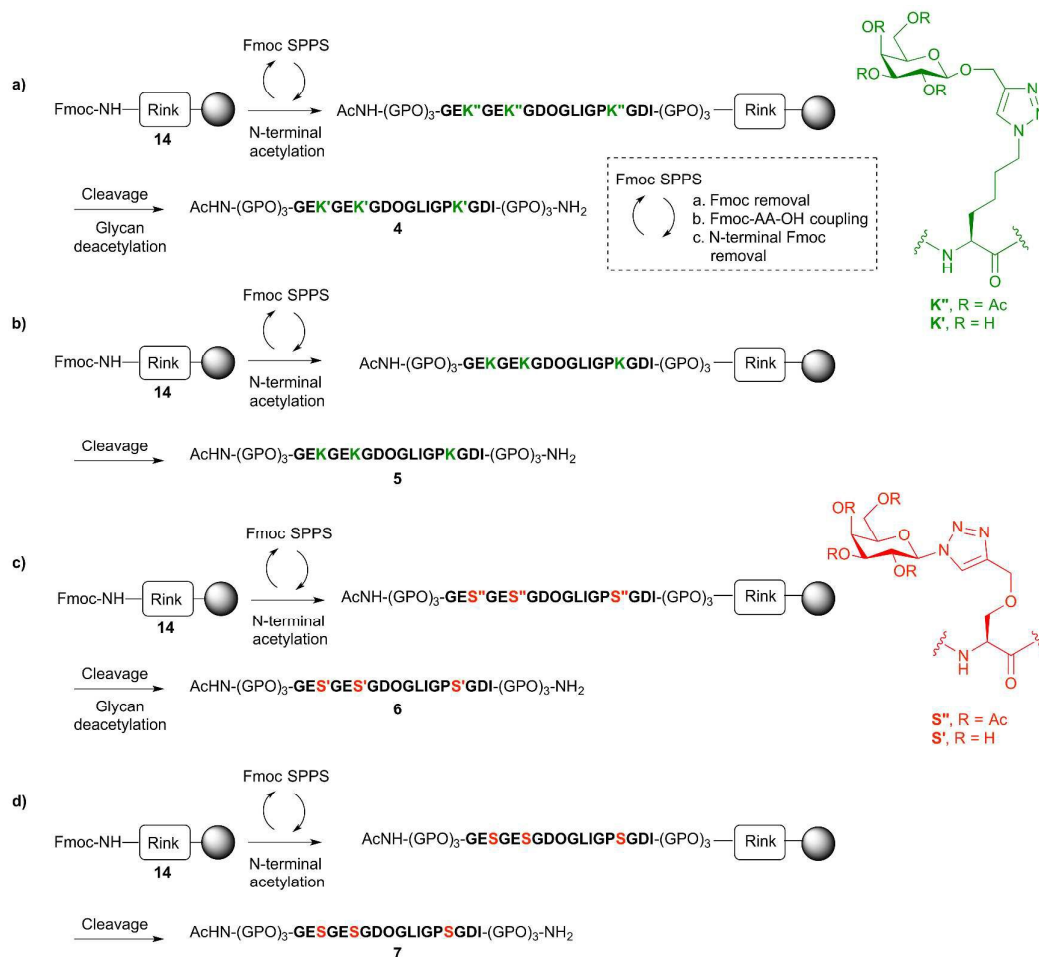 a)
Fmoc SPPS
Fmoc-NH
Rink
14
N-terminal
acetylation
AcNH-(GPO)3-GEK"GEK"GDOGLIGPK"GDI-(GPO)3
Rink
Cleavage
Glycan
deacetylation
AcHN-(GPO)3-GEK'GEK'GDOGLIGPK'GDI-(GPO)3-NH2
4
Fmoc SPPS
a. Fmoc removal
b. Fmoc-AA-OH coupling
c. N-terminal Fmoc
removal
OR
OR
O
RO
OR
O
N
N
N
N
H
O
K", R = Ac
K', R = H
b)
Fmoc SPPS
Fmoc-NH
Rink
14
N-terminal
acetylation
AcNH-(GPO)3-GEKGEKGDOGLIGPKGDI-(GPO)3
Rink
Cleavage
AcHN-(GPO)3-GEKGEKGDOGLIGPKGDI-(GPO)3-NH2
5
c)
Fmoc SPPS
Fmoc-NH
Rink
14
N-terminal
acetylation
AcNH-(GPO)3-GES"GES"GDOGLIGPS"GDI-(GPO)3
Rink
Cleavage
Glycan
deacetylation
AcHN-(GPO)3-GES'GES'GDOGLIGPS'GDI-(GPO)3-NH2
6
OR
OR
O
RO
OR
N
N
N
O
N
H
O
S", R = Ac
S', R = H
d)
Fmoc SPPS
Fmoc-NH
Rink
14
N-terminal
acetylation
AcNH-(GPO)3-GESGESGDOGLIGPSGDI-(GPO)3
Rink
Cleavage
AcHN-(GPO)3-GESGESGDOGLIGPSGDI-(GPO)3-NH2
7